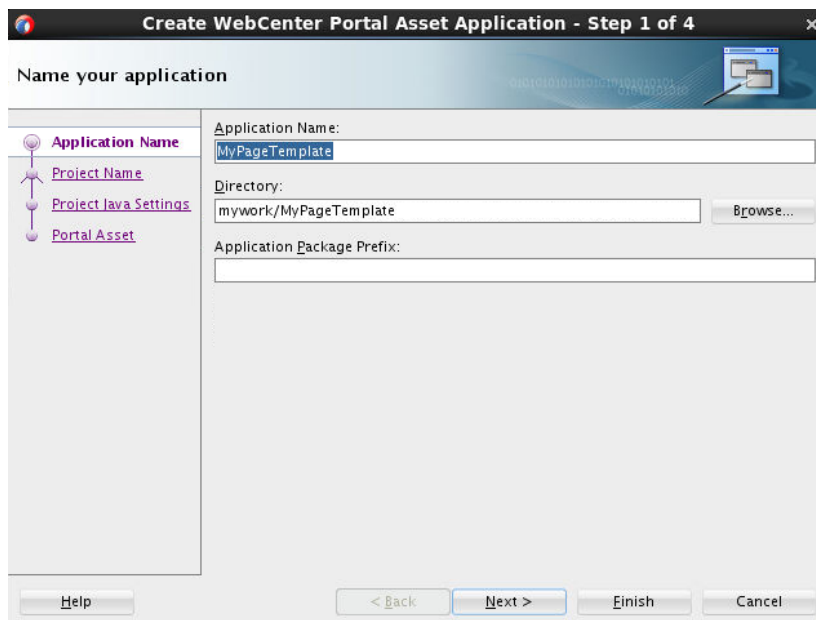 Create WebCenter Portal Asset Application - Step 1 of 4
Name your application
Application Name
Project Name
Project Java Settings
Portal Asset
Application Name:
MyPageTemplate
Directory:
mywork/MyPageTemplate
Browse...
Application Package Prefix:
Help
< Back
Next >
Finish
Cancel